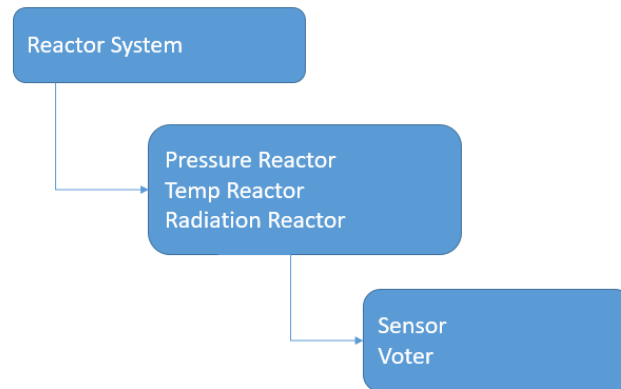 Reactor System
Pressure Reactor
Temp Reactor
Radiation Reactor
Sensor
Voter